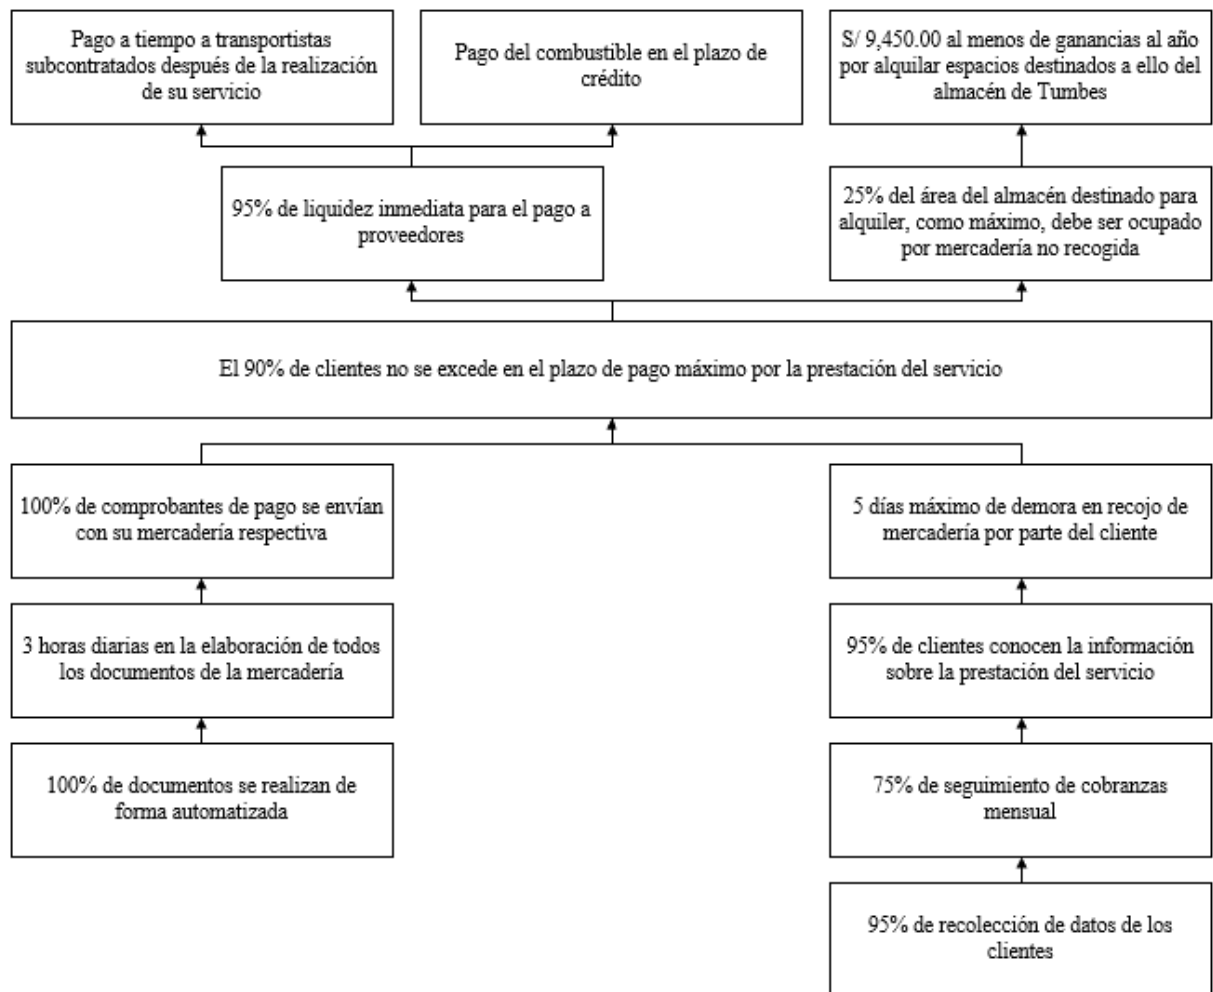 Pago a tiempo a transportistas
subcontratados después de la realización
de su servicio
Pago del combustible en el plazo de
crédito
S/ 9,450.00 al menos de ganancias al año
por alquilar espacios destinados a ello del
almacén de Tumbes
95% de liquidez inmediata para el pago a
proveedores
25% del área del almacén destinado para
alquiler, como máximo, debe ser ocupado
por mercadería no recogida
El 90% de clientes no se excede en el plazo de pago máximo por la prestación del servicio
100% de comprobantes de pago se envían
con su mercadería respectiva
5 días máximo de demora en recojo de
mercadería por parte del cliente
3 horas diarias en la elaboración de todos
los documentos de la mercadería
95% de clientes conocen la información
sobre la prestación del servicio
100% de documentos se realizan de
forma automatizada
75% de seguimiento de cobranzas
mensual
95% de recolección de datos de los
clientes